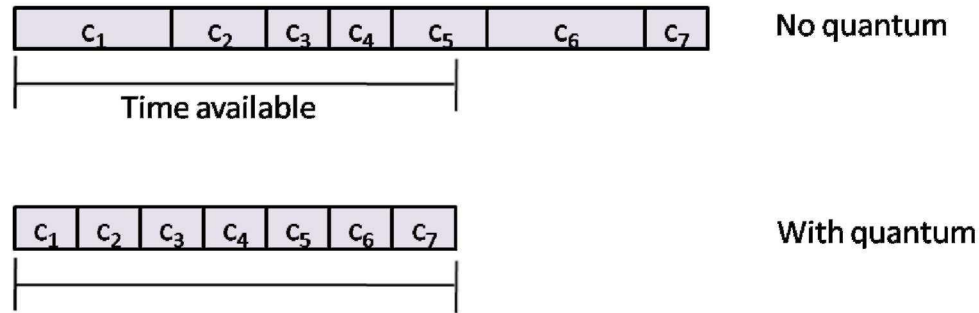 C₁ C₂ C₃ C₄ C₅ C₆ C₇ No quantum
Time available
C₁ C₂ C₃ C₄ C₅ C₆ C₇ With quantum